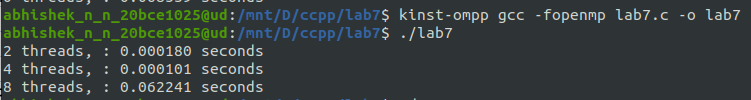 abhishek_n_n_20bce1025@ud:/mnt/D/ccpp/lab7$ kinst-ompp gcc -fopenmp lab7.c -o lab7
abhishek_n_n_20bce1025@ud:/mnt/D/ccpp/lab7$ ./lab7
2 threads, : 0.000180 seconds
4 threads, : 0.000101 seconds
8 threads, : 0.062241 seconds